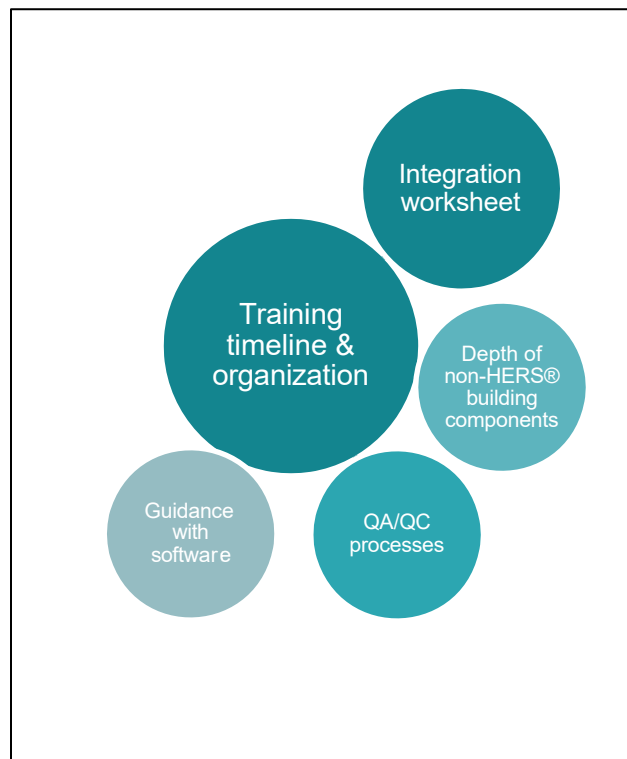 Integration
worksheet
Training
timeline &
organization
Depth of
non-HERS®
building
components
Guidance
with
software
QA/QC
processes